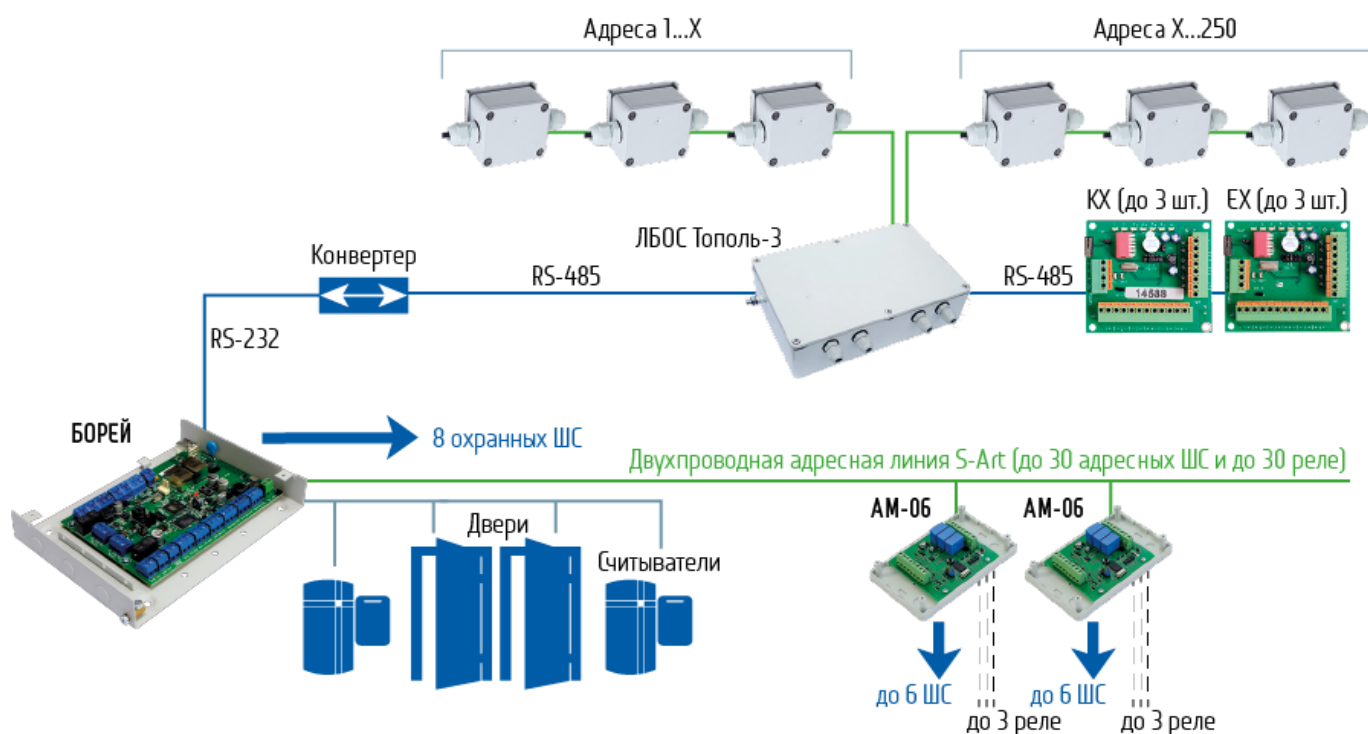 Адреса 1...X
Адреса X...250
KX (до 3 шт.)
EX (до 3 шт.)
ЛБОС Тополь-3
Конвертер
RS-485
RS-485
14588
RS-232
БОРЕЙ
8 охранных ШС
Двухпроводная адресная линия S-Art (до 30 адресных ШС и до 30 реле)
АМ-06
АМ-06
Двери
Считыватели
до 6 ШС
до 6 ШС
до 3 реле
до 3 реле